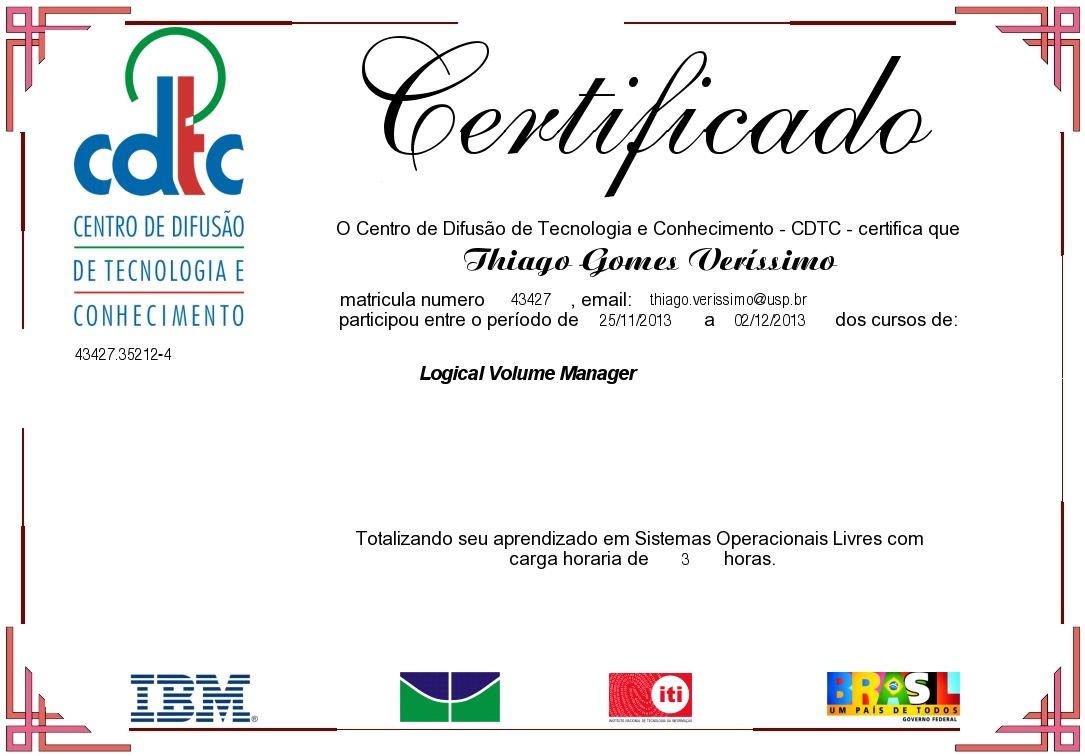 Certificado
cdtc
CENTRO DE DIFUSÃO
DE TECNOLOGIA E
CONHECIMENTO
43427.35212-4
O Centro de Difusão de Tecnologia e Conhecimento - CDTC - certifica que
Thiago Gomes Veríssimo
matricula numero 43427 , email: thiago.verissimo@usp.br
participou entre o período de 25/11/2013 a 02/12/2013 dos cursos de:
Logical Volume Manager
Totalizando seu aprendizado em Sistemas Operacionais Livres com
carga horaria de 3 horas.
IBM®
iti
INSTITUTO NACIONAL DE TECNOLOGIA DA INFORMAÇÃO
BRASIL
UM PAÍS DE TODOS
GOVERNO FEDERAL